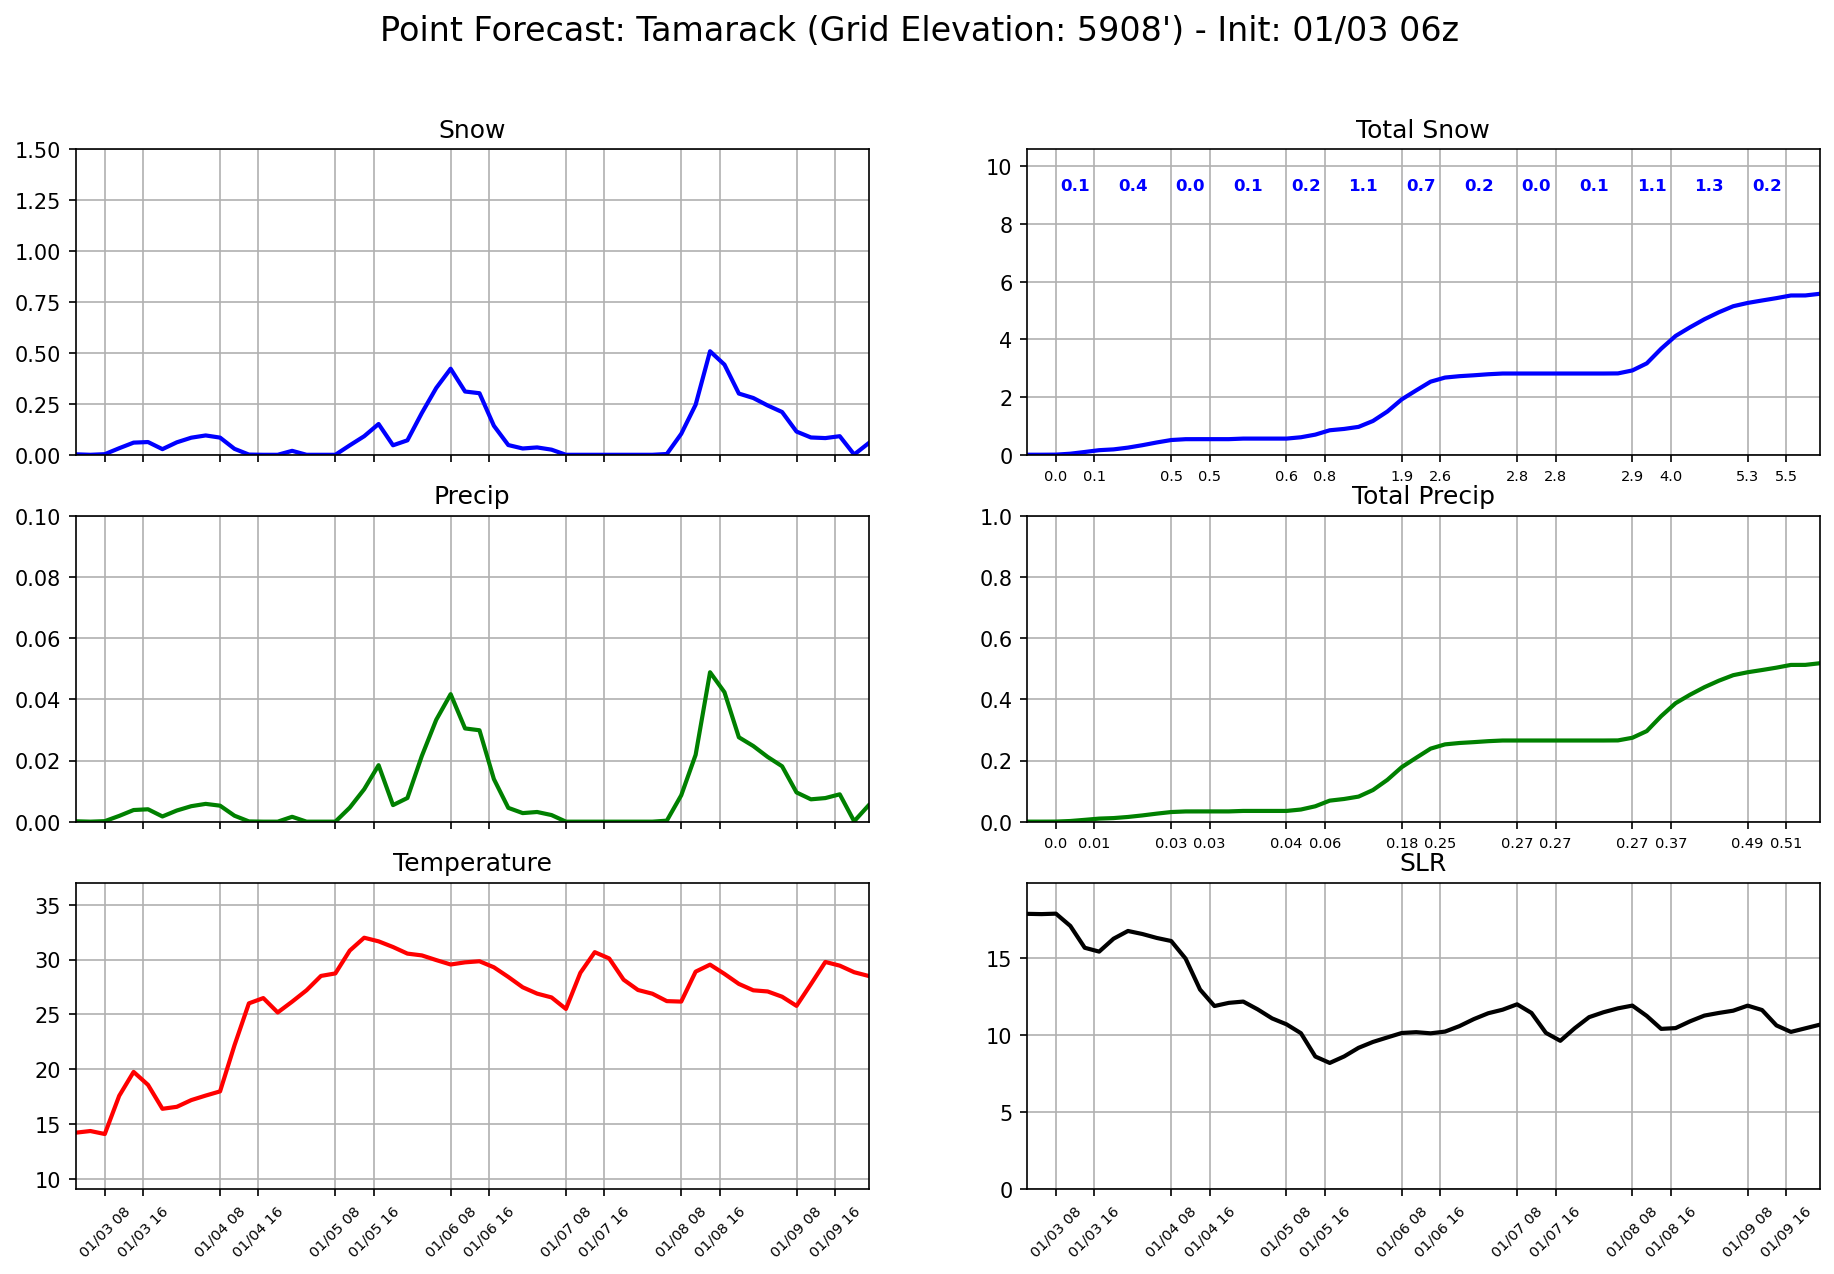 Point Forecast: Tamarack (Grid Elevation: 5908') - Init: 01/03 06z
Snow
1.50
1.25
1.00
0.75
0.50
0.25
0.00
Total Snow
10
8
6
4
2
0
0.1 0.4 0.0 0.1 0.2 1.1 0.7 0.2 0.0 0.1 1.1 1.3 0.2
0.0 0.1 0.5 0.5 0.6 0.8 1.9 2.6 2.8 2.8 2.9 4.0 5.3 5.5
Precip
0.10
0.08
0.06
0.04
0.02
0.00
Total Precip
1.0
0.8
0.6
0.4
0.2
0.0
0.0 0.01 0.03 0.03 0.04 0.06 0.18 0.25 0.27 0.27 0.27 0.37 0.49 0.51
Temperature
35
30
25
20
15
10
01/03 08 01/03 16 01/04 08 01/04 16 01/05 08 01/05 16 01/06 08 01/06 16 01/07 08 01/07 16 01/08 08 01/08 16 01/09 08 01/09 16
SLR
15
10
5
0
01/03 08 01/03 16 01/04 08 01/04 16 01/05 08 01/05 16 01/06 08 01/06 16 01/07 08 01/07 16 01/08 08 01/08 16 01/09 08 01/09 16